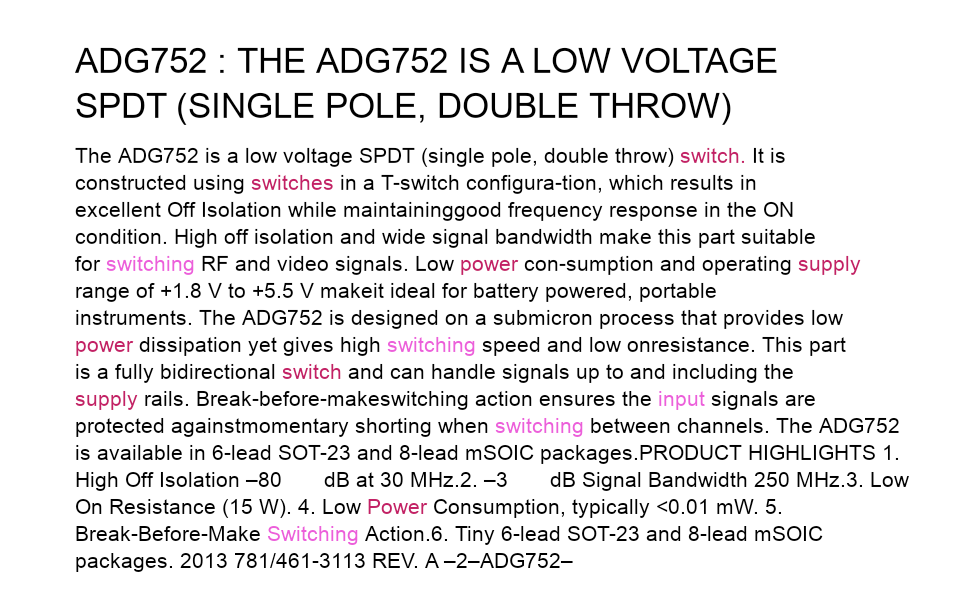 ADG752 : THE ADG752 IS A LOW VOLTAGE
SPDT (SINGLE POLE, DOUBLE THROW)
The ADG752 is a low voltage SPDT (single pole, double throw) switch. It is
constructed using switches in a T-switch configura-tion, which results in
excellent Off Isolation while maintaininggood frequency response in the ON
condition. High off isolation and wide signal bandwidth make this part suitable
for switching RF and video signals. Low power con-sumption and operating supply
range of +1.8 V to +5.5 V makeit ideal for battery powered, portable
instruments. The ADG752 is designed on a submicron process that provides low
power dissipation yet gives high switching speed and low onresistance. This part
is a fully bidirectional switch and can handle signals up to and including the
supply rails. Break-before-makeswitching action ensures the input signals are
protected againstmomentary shorting when switching between channels. The ADG752
is available in 6-lead SOT-23 and 8-lead mSOIC packages.PRODUCT HIGHLIGHTS 1.
High Off Isolation –80 dB at 30 MHz.2. –3 dB Signal Bandwidth 250 MHz.3. Low
On Resistance (15 W). 4. Low Power Consumption, typically <0.01 mW. 5.
Break-Before-Make Switching Action.6. Tiny 6-lead SOT-23 and 8-lead mSOIC
packages. 2013 781/461-3113 REV. A –2–ADG752–